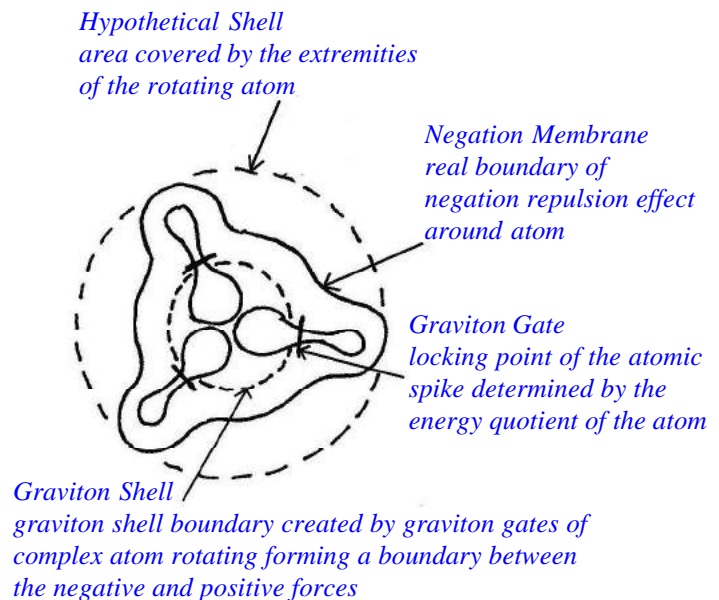 Hypothetical Shell
area covered by the extremities
of the rotating atom
Negation Membrane
real boundary of
negation repulsion effect
around atom
Graviton Gate
locking point of the atomic
spike determined by the
energy quotient of the atom
Graviton Shell
graviton shell boundary created by graviton gates of
complex atom rotating forming a boundary between
the negative and positive forces